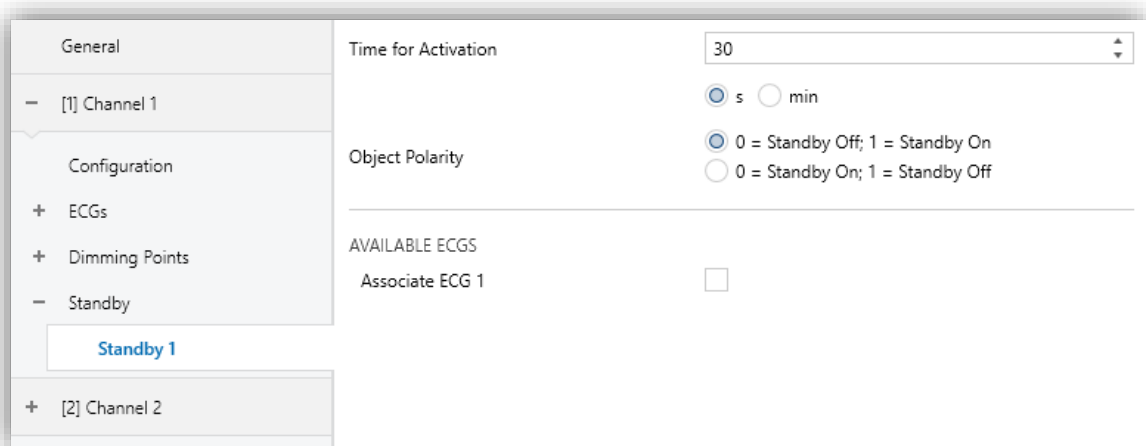 General
[1] Channel 1
Configuration
ECGs
Dimming Points
Standby
Standby 1
[2] Channel 2
Time for Activation
30
s min
Object Polarity
0 = Standby Off; 1 = Standby On
0 = Standby On; 1 = Standby Off
AVAILABLE ECGS
Associate ECG 1